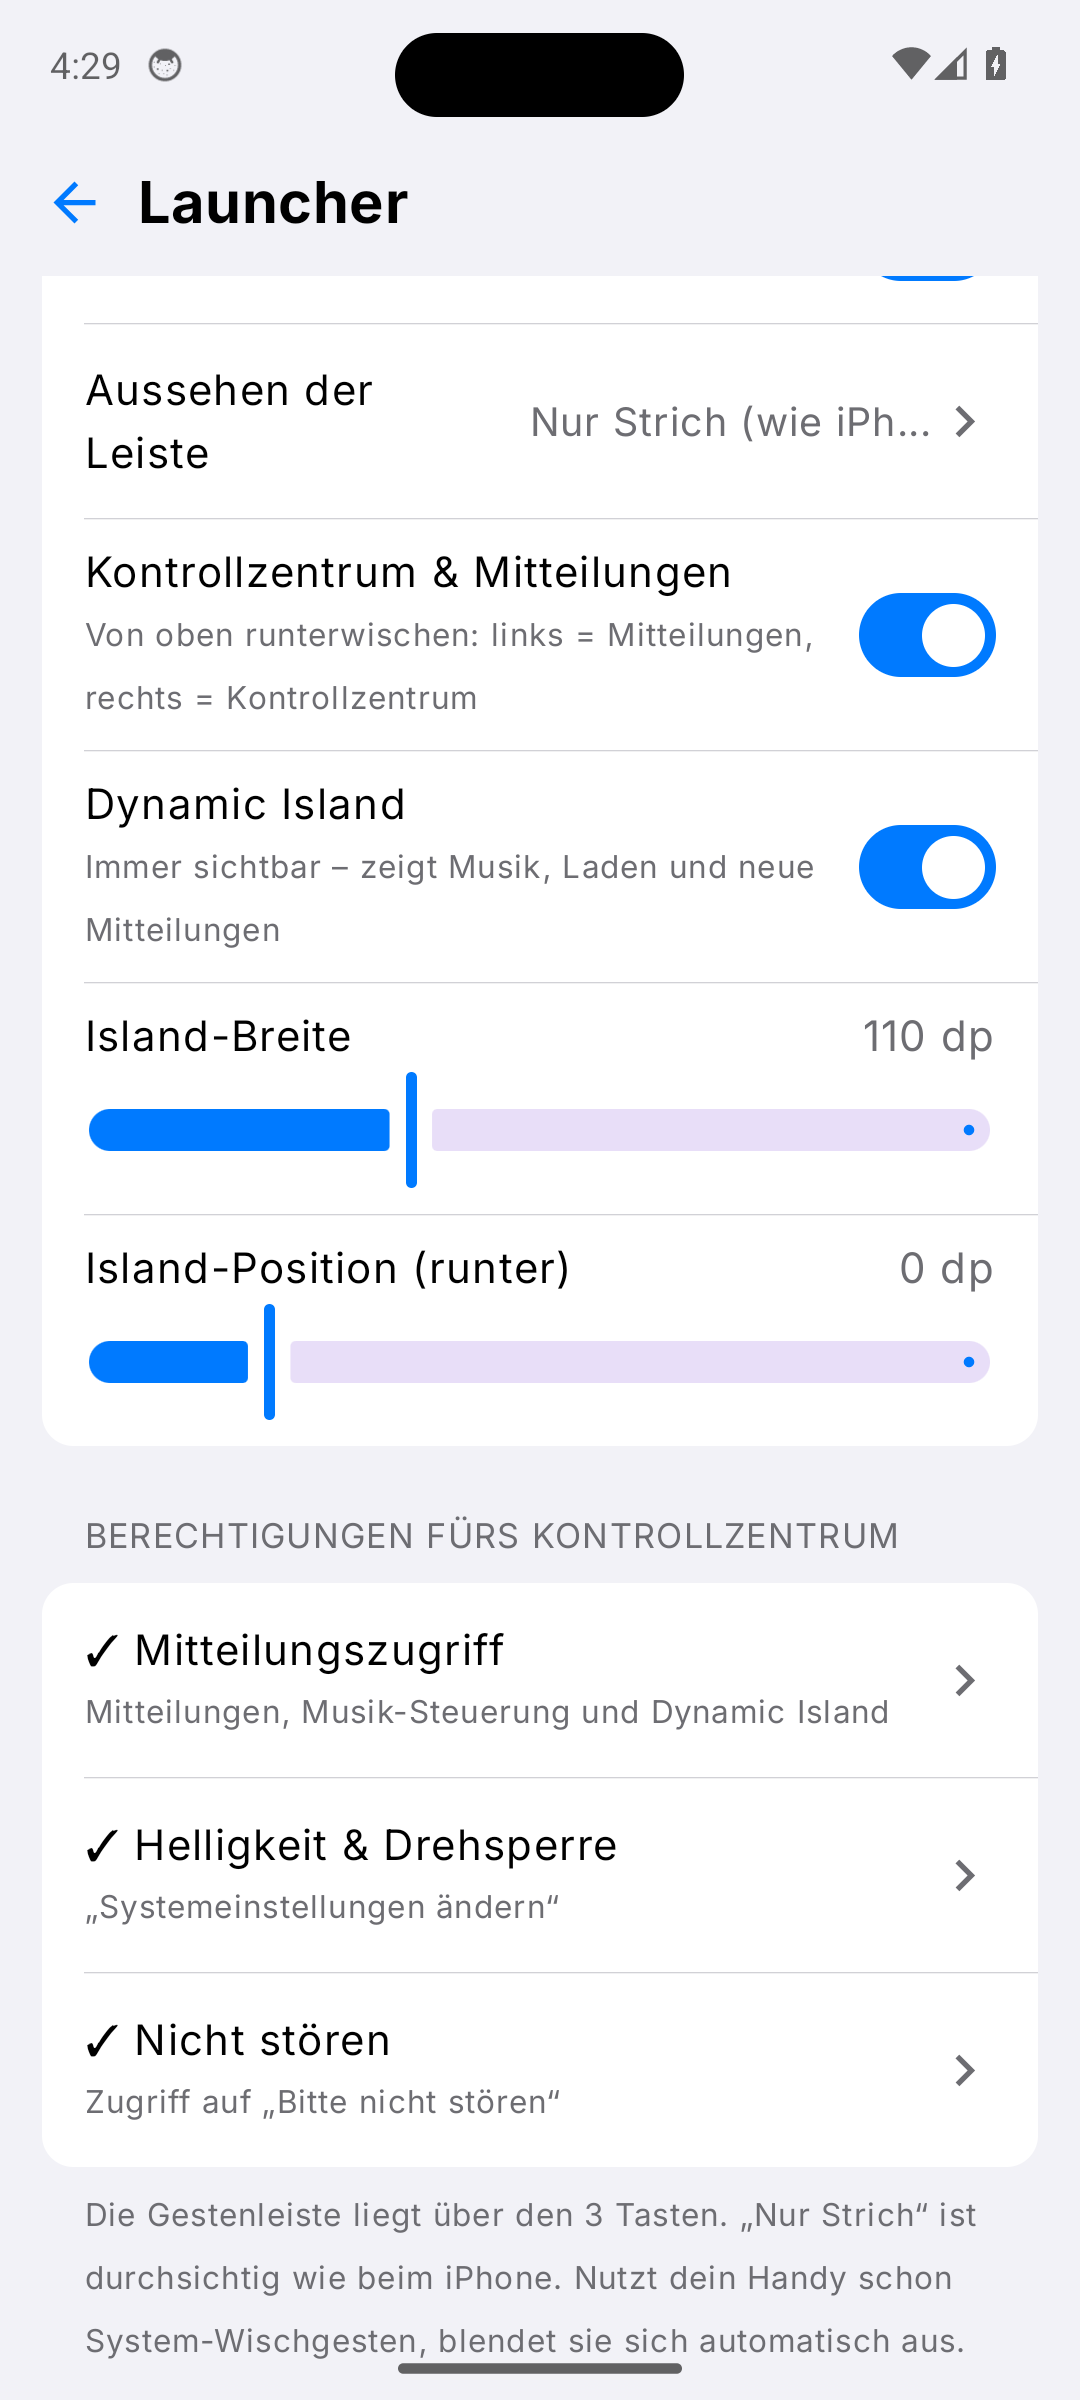 4:29
Launcher
Aussehen der
Leiste
Nur Strich (wie iPh...
Kontrollzentrum & Mitteilungen
Von oben runterwischen: links = Mitteilungen,
rechts = Kontrollzentrum
Dynamic Island
Immer sichtbar – zeigt Musik, Laden und neue
Mitteilungen
Island-Breite
110 dp
Island-Position (runter)
0 dp
BERECHTIGUNGEN FÜRS KONTROLLZENTRUM
✓ Mitteilungszugriff
Mitteilungen, Musik-Steuerung und Dynamic Island
✓ Helligkeit & Drehsperre
„Systemeinstellungen ändern“
✓ Nicht stören
Zugriff auf „Bitte nicht stören“
Die Gestenleiste liegt über den 3 Tasten. „Nur Strich“ ist
durchsichtig wie beim iPhone. Nutzt dein Handy schon
System-Wischgesten, blendet sie sich automatisch aus.